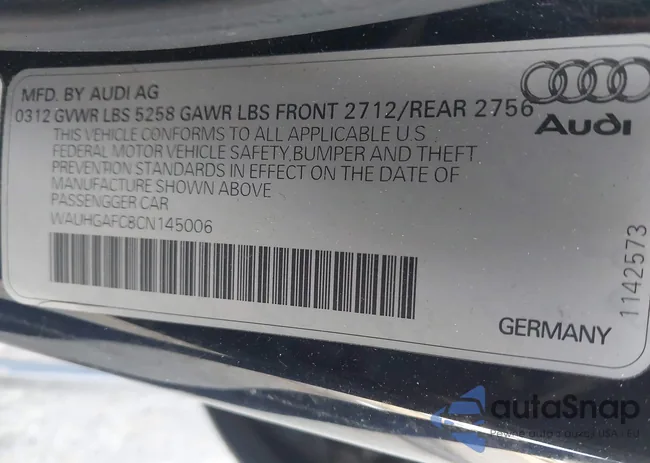 MFD. BY AUDI AG
0312 GVWR LBS 5258 GAWR LBS FRONT 2712/REAR 2756
THIS VEHICLE CONFORMS TO ALL APPLICABLE U.S.
FEDERAL MOTOR VEHICLE SAFETY,BUMPER AND THEFT
PREVENTION STANDARDS IN EFFECT ON THE DATE OF
MANUFACTURE SHOWN ABOVE
PASSENGGER CAR
WAUHGAFC8CN145006
Audi
1142573
GERMANY
autaSnap